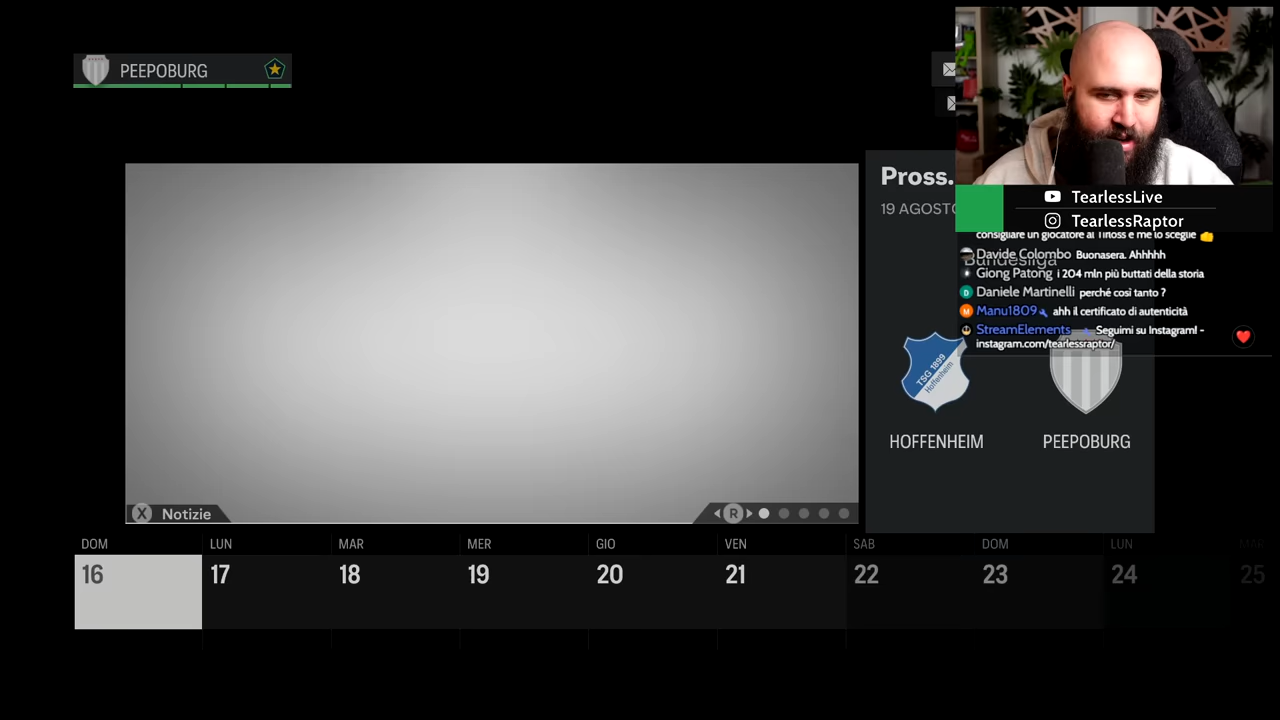 PEEPOBURG
TearlessLive
TearlessRaptor
consigliare un giocatore al Tirloss e me lo sceglie
Davide Colombo Buonasera. Ahhhhh
Giong Patong i 204 mln più buttati della storia
Daniele Martinelli perché così tanto ?
Manu1809 ahh il certificato di autenticità
StreamElements Seguimi su Instagram! -
instagram.com/tearlessraptor/
D
M
Pross.
19 AGOSTO
Bundesliga
TSG 1899
Hoffenheim
HOFFENHEIM
PEEPOBURG
X Notizie
R
DOM LUN MAR MER GIO VEN SAB DOM LUN MAR
16 17 18 19 20 21 22 23 24 25